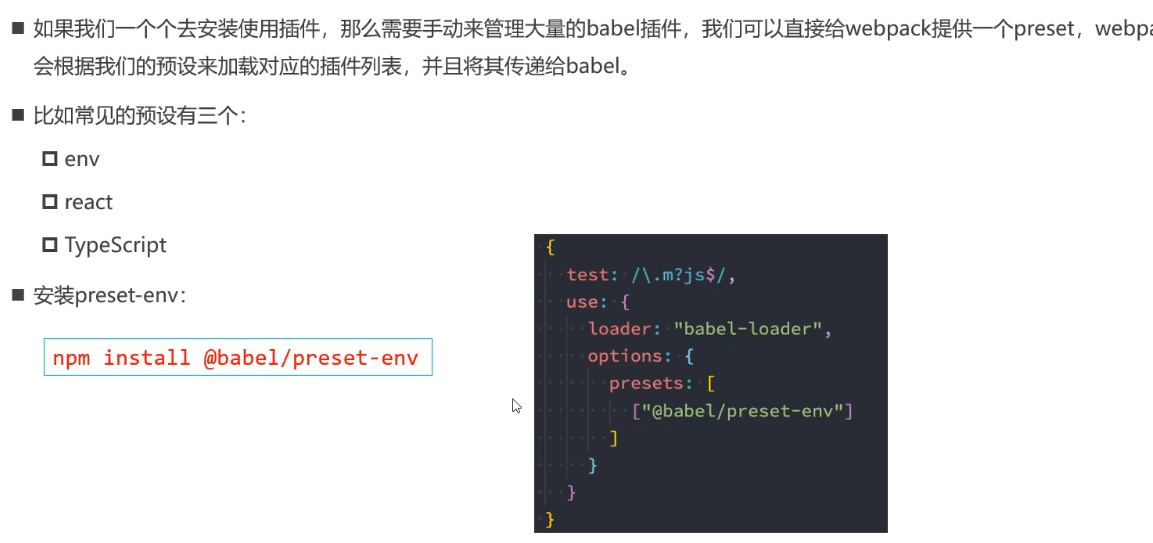 如果我们一个个去安装使用插件，那么需要手动来管理大量的babel插件，我们可以直接给webpack提供一个preset，
会根据我们的预设来加载对应的插件列表，并且将其传递给babel。
比如常见的预设有三个：
env
react
TypeScript
安装preset-env：
npm install @babel/preset-env
{
test: /\.m?js$/,
use: {
loader: "babel-loader",
options: {
presets: [
["@babel/preset-env"]
]
}
}
}